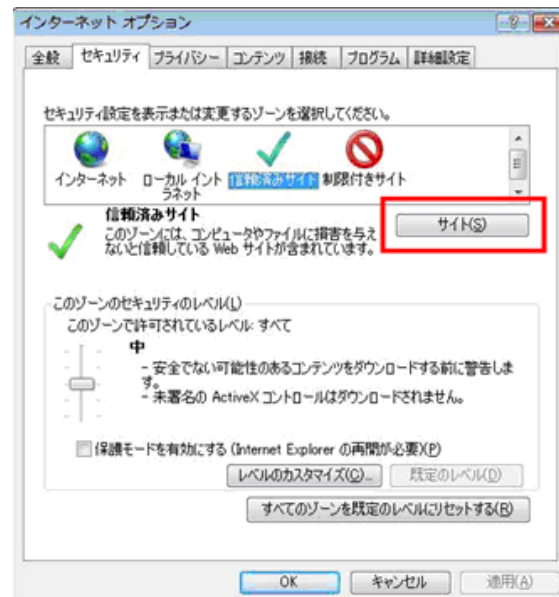 インターネット オプション
全般 セキュリティ プライバシー コンテンツ 接続 プログラム 詳細設定
セキュリティ設定を表示または変更するゾーンを選択してください。
インターネット ローカル イント 信頼済みサイト 制限付きサイト
ラネット
信頼済みサイト
このゾーンには、コンピュータやファイルに損害を与え
ないと信頼している Web サイトが含まれています。
サイト(S)
このゾーンのセキュリティのレベル(L)
このゾーンで許可されているレベル: すべて
中
- 安全でない可能性のあるコンテンツをダウンロードする前に警告しま
す。
- 未署名の ActiveX コントロールはダウンロードされません。
保護モードを有効にする (Internet Explorer の再開が必要)(P)
レベルのカスタマイズ(C)... 既定のレベル(D)
すべてのゾーンを既定のレベルにリセットする(R)
OK キャンセル 適用(A)